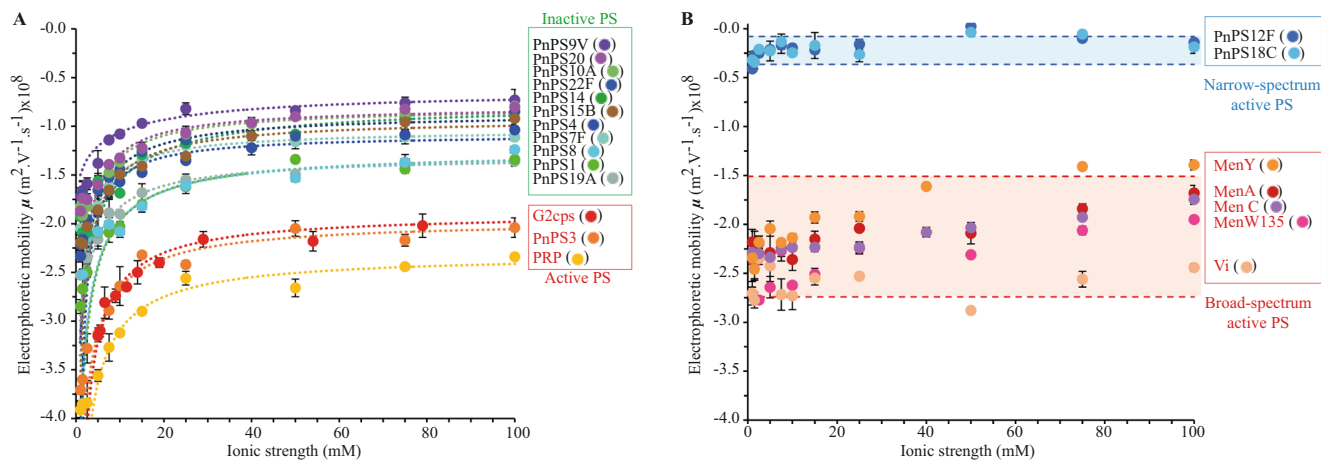 A
Electrophoretic mobility μ (m².V⁻¹.s⁻¹)x10⁸
-0.0
-0.5
-1.0
-1.5
-2.0
-2.5
-3.0
-3.5
-4.0
0 20 40 60 80 100
Ionic strength (mM)
Inactive PS
PnPS9V
PnPS20
PnPS10A
PnPS22F
PnPS14
PnPS15B
PnPS4
PnPS7F
PnPS8
PnPS1
PnPS19A
G2cps
PnPS3
PRP
Active PS
B
Electrophoretic mobility μ (m².V⁻¹.s⁻¹)x10⁸
-0.0
-0.5
-1.0
-1.5
-2.0
-2.5
-3.0
-3.5
-4.0
0 20 40 60 80 100
Ionic strength (mM)
PnPS12F
PnPS18C
Narrow-spectrum
active PS
MenY
MenA
Men C
MenW135
Vi
Broad-spectrum
active PS